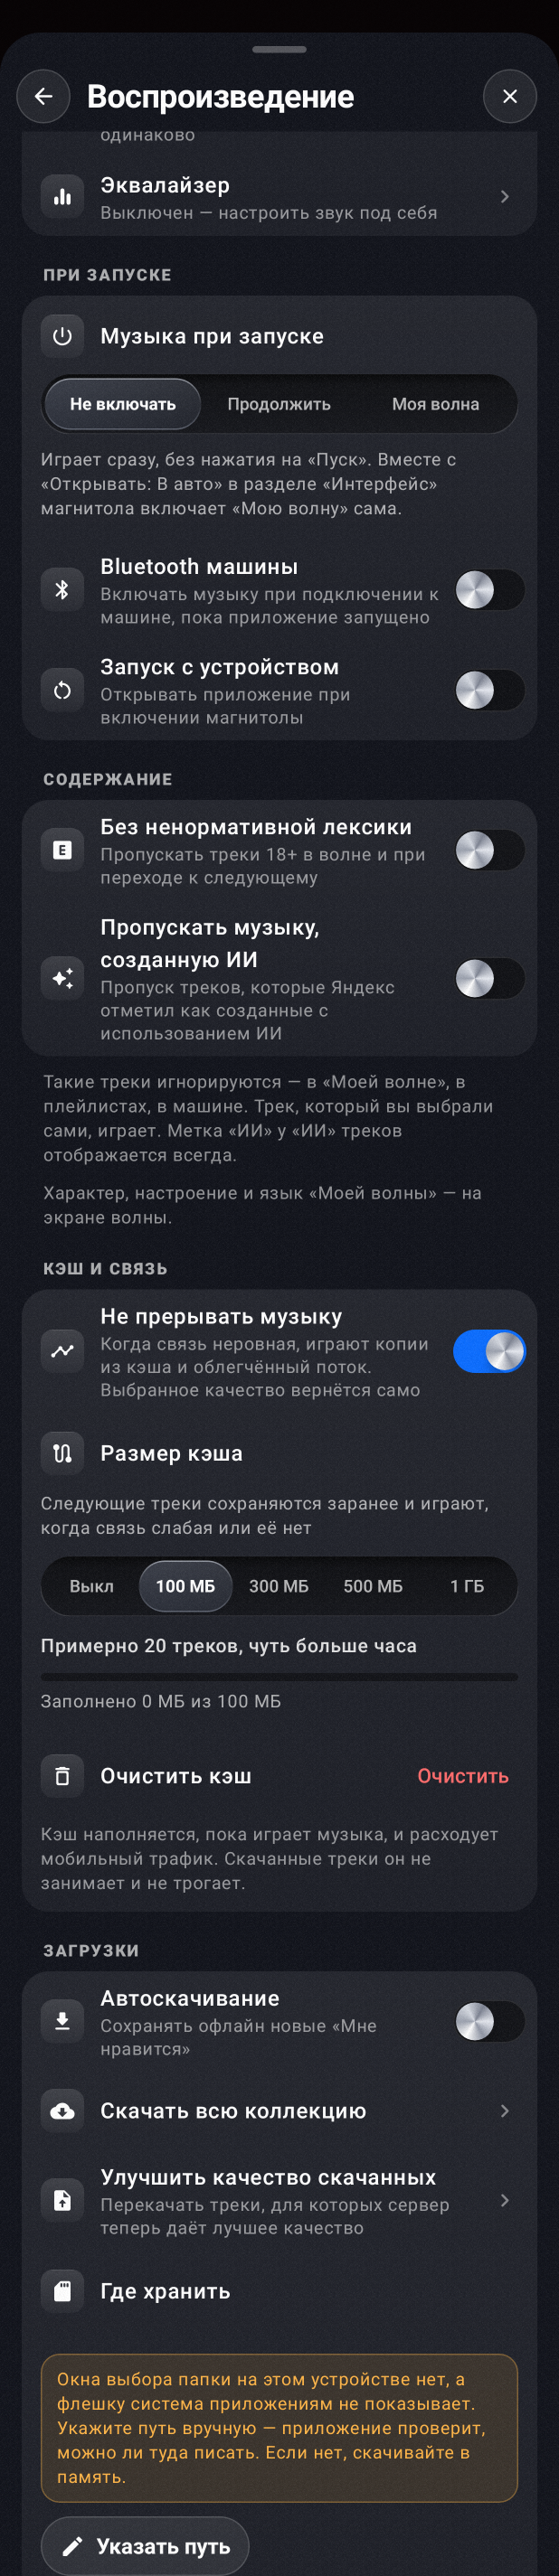 Воспроизведение
одинаково
Эквалайзер
Выключен — настроить звук под себя
ПРИ ЗАПУСКЕ
Музыка при запуске
Не включать Продолжить Моя волна
Играет сразу, без нажатия на «Пуск». Вместе с
«Открывать: В авто» в разделе «Интерфейс»
магнитола включает «Мою волну» сама.
Bluetooth машины
Включать музыку при подключении к
машине, пока приложение запущено
Запуск с устройством
Открывать приложение при
включении магнитолы
СОДЕРЖАНИЕ
Без ненормативной лексики
Пропускать треки 18+ в волне и при
переходе к следующему
Пропускать музыку,
созданную ИИ
Пропуск треков, которые Яндекс
отметил как созданные с
использованием ИИ
Такие треки игнорируются — в «Моей волне», в
плейлистах, в машине. Трек, который вы выбрали
сами, играет. Метка «ИИ» у «ИИ» треков
отображается всегда.
Характер, настроение и язык «Моей волны» — на
экране волны.
КЭШ И СВЯЗЬ
Не прерывать музыку
Когда связь неровная, играют копии
из кэша и облегчённый поток.
Выбранное качество вернётся само
Размер кэша
Следующие треки сохраняются заранее и играют,
когда связь слабая или её нет
Выкл 100 МБ 300 МБ 500 МБ 1 ГБ
Примерно 20 треков, чуть больше часа
Заполнено 0 МБ из 100 МБ
Очистить кэш Очистить
Кэш наполняется, пока играет музыка, и расходует
мобильный трафик. Скачанные треки он не
занимает и не трогает.
ЗАГРУЗКИ
Автоскачивание
Сохранять офлайн новые «Мне
нравится»
Скачать всю коллекцию
Улучшить качество скачанных
Перекачать треки, для которых сервер
теперь даёт лучшее качество
Где хранить
Окна выбора папки на этом устройстве нет, а
флешку система приложениям не показывает.
Укажите путь вручную — приложение проверит,
можно ли туда писать. Если нет, скачивайте в
память.
Указать путь